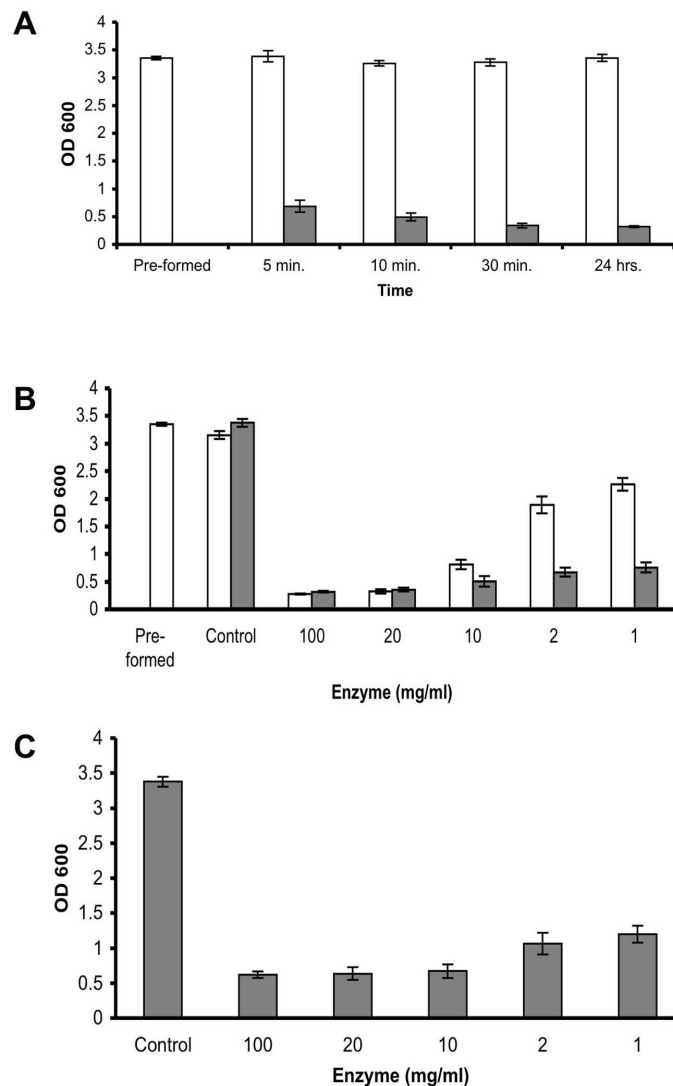 A
4
3.5
3
2.5
2
1.5
1
0.5
0
OD 600
Pre-formed 5 min. 10 min. 30 min. 24 hrs.
Time
B
4
3.5
3
2.5
2
1.5
1
0.5
0
OD 600
Pre- Control 100 20 10 2 1
formed
Enzyme (mg/ml)
C
4
3.5
3
2.5
2
1.5
1
0.5
0
OD 600
Control 100 20 10 2 1
Enzyme (mg/ml)